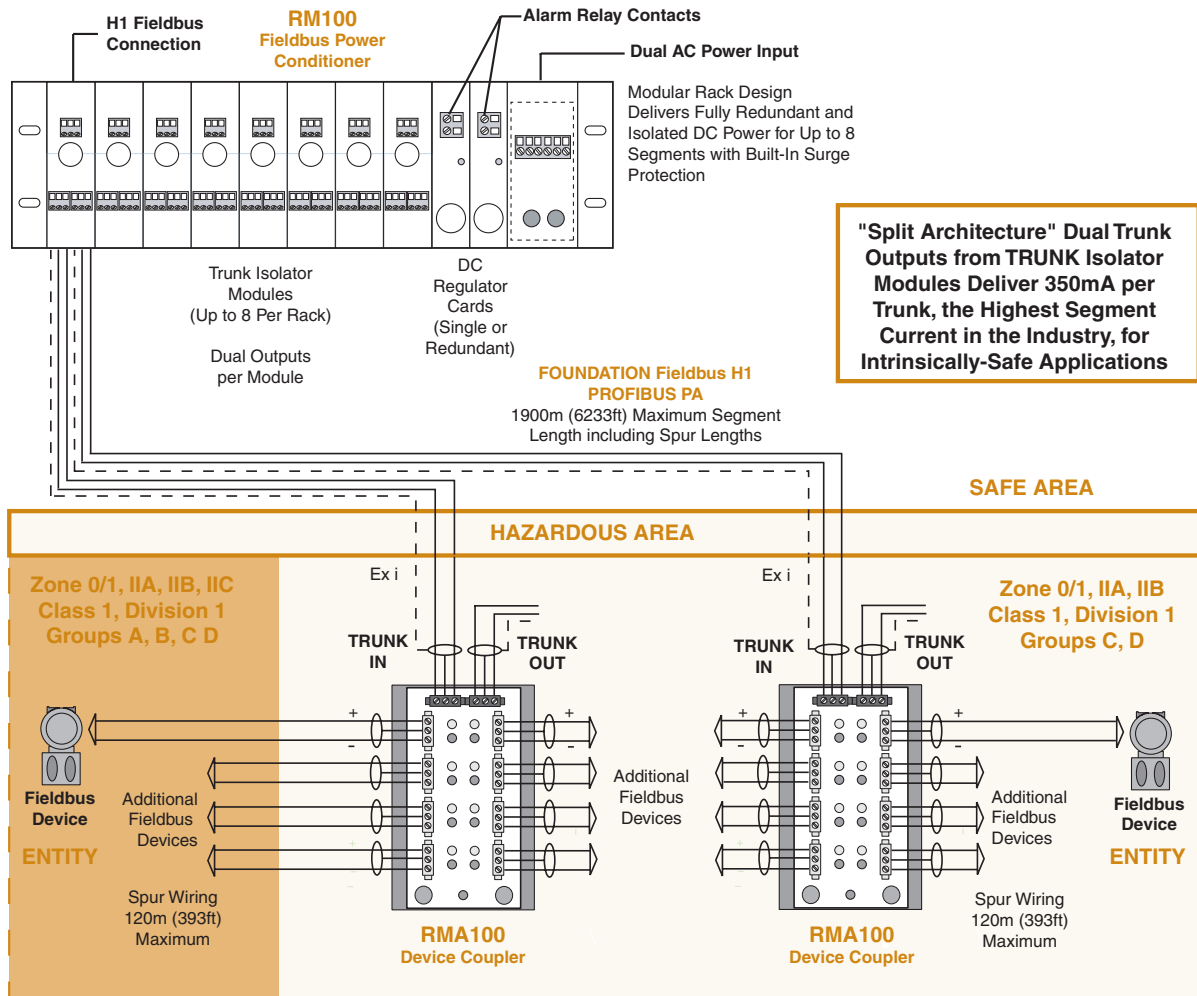 H1 Fieldbus
Connection
RM100
Fieldbus Power
Conditioner
Alarm Relay Contacts
Dual AC Power Input
Modular Rack Design
Delivers Fully Redundant and
Isolated DC Power for Up to 8
Segments with Built-In Surge
Protection
Trunk Isolator
Modules
(Up to 8 Per Rack)
Dual Outputs
per Module
DC
Regulator
Cards
(Single or
Redundant)
"Split Architecture" Dual Trunk
Outputs from TRUNK Isolator
Modules Deliver 350mA per
Trunk, the Highest Segment
Current in the Industry, for
Intrinsically-Safe Applications
FOUNDATION Fieldbus H1
PROFIBUS PA
1900m (6233ft) Maximum Segment
Length including Spur Lengths
SAFE AREA
HAZARDOUS AREA
Zone 0/1, IIA, IIB, IIC
Class 1, Division 1
Groups A, B, C D
Ex i
TRUNK
IN
TRUNK
OUT
Ex i
TRUNK
IN
TRUNK
OUT
Zone 0/1, IIA, IIB
Class 1, Division 1
Groups C, D
+
-
+
-
+
-
+
-
Fieldbus
Device
ENTITY
Additional
Fieldbus
Devices
Additional
Fieldbus
Devices
Additional
Fieldbus
Devices
Fieldbus
Device
ENTITY
Spur Wiring
120m (393ft)
Maximum
RMA100
Device Coupler
RMA100
Device Coupler
Spur Wiring
120m (393ft)
Maximum